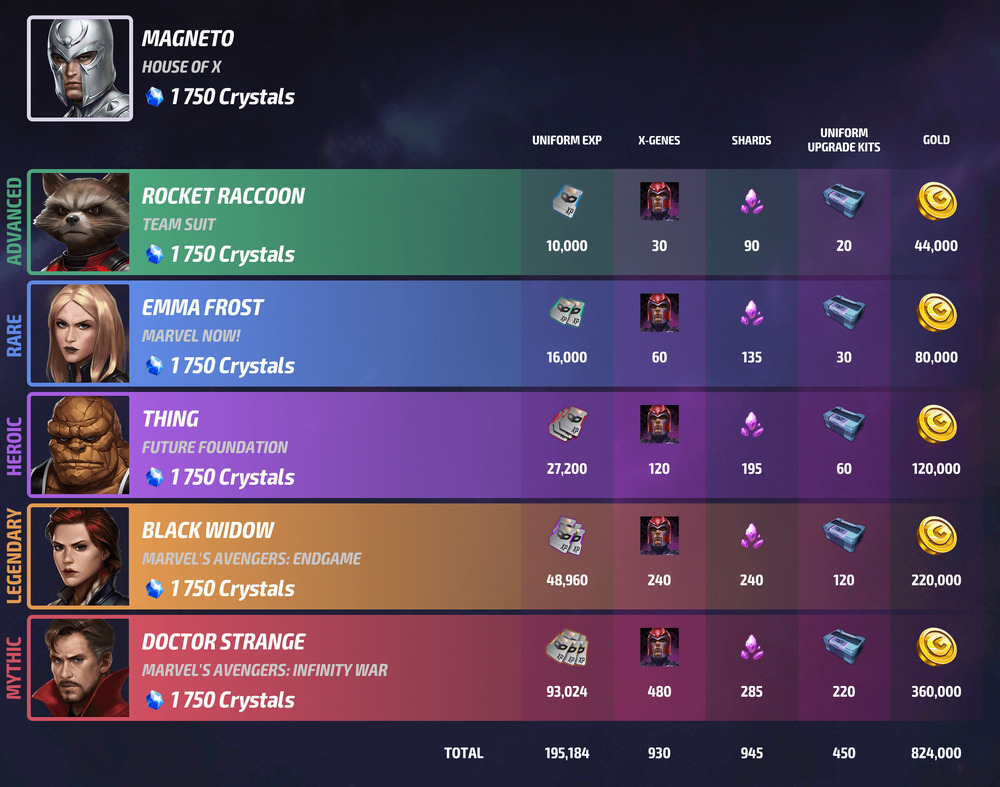 MAGNETO
HOUSE OF X
1 750 Crystals
UNIFORM EXP X-GENES SHARDS UNIFORM UPGRADE KITS GOLD
ADVANCED
ROCKET RACCOON
TEAM SUIT
1 750 Crystals
10,000 30 90 20 44,000
RARE
EMMA FROST
MARVEL NOW!
1 750 Crystals
16,000 60 135 30 80,000
HEROIC
THING
FUTURE FOUNDATION
1 750 Crystals
27,200 120 195 60 120,000
LEGENDARY
BLACK WIDOW
MARVEL'S AVENGERS: ENDGAME
1 750 Crystals
48,960 240 240 120 220,000
MYTHIC
DOCTOR STRANGE
MARVEL'S AVENGERS: INFINITY WAR
1 750 Crystals
93,024 480 285 220 360,000
TOTAL 195,184 930 945 450 824,000